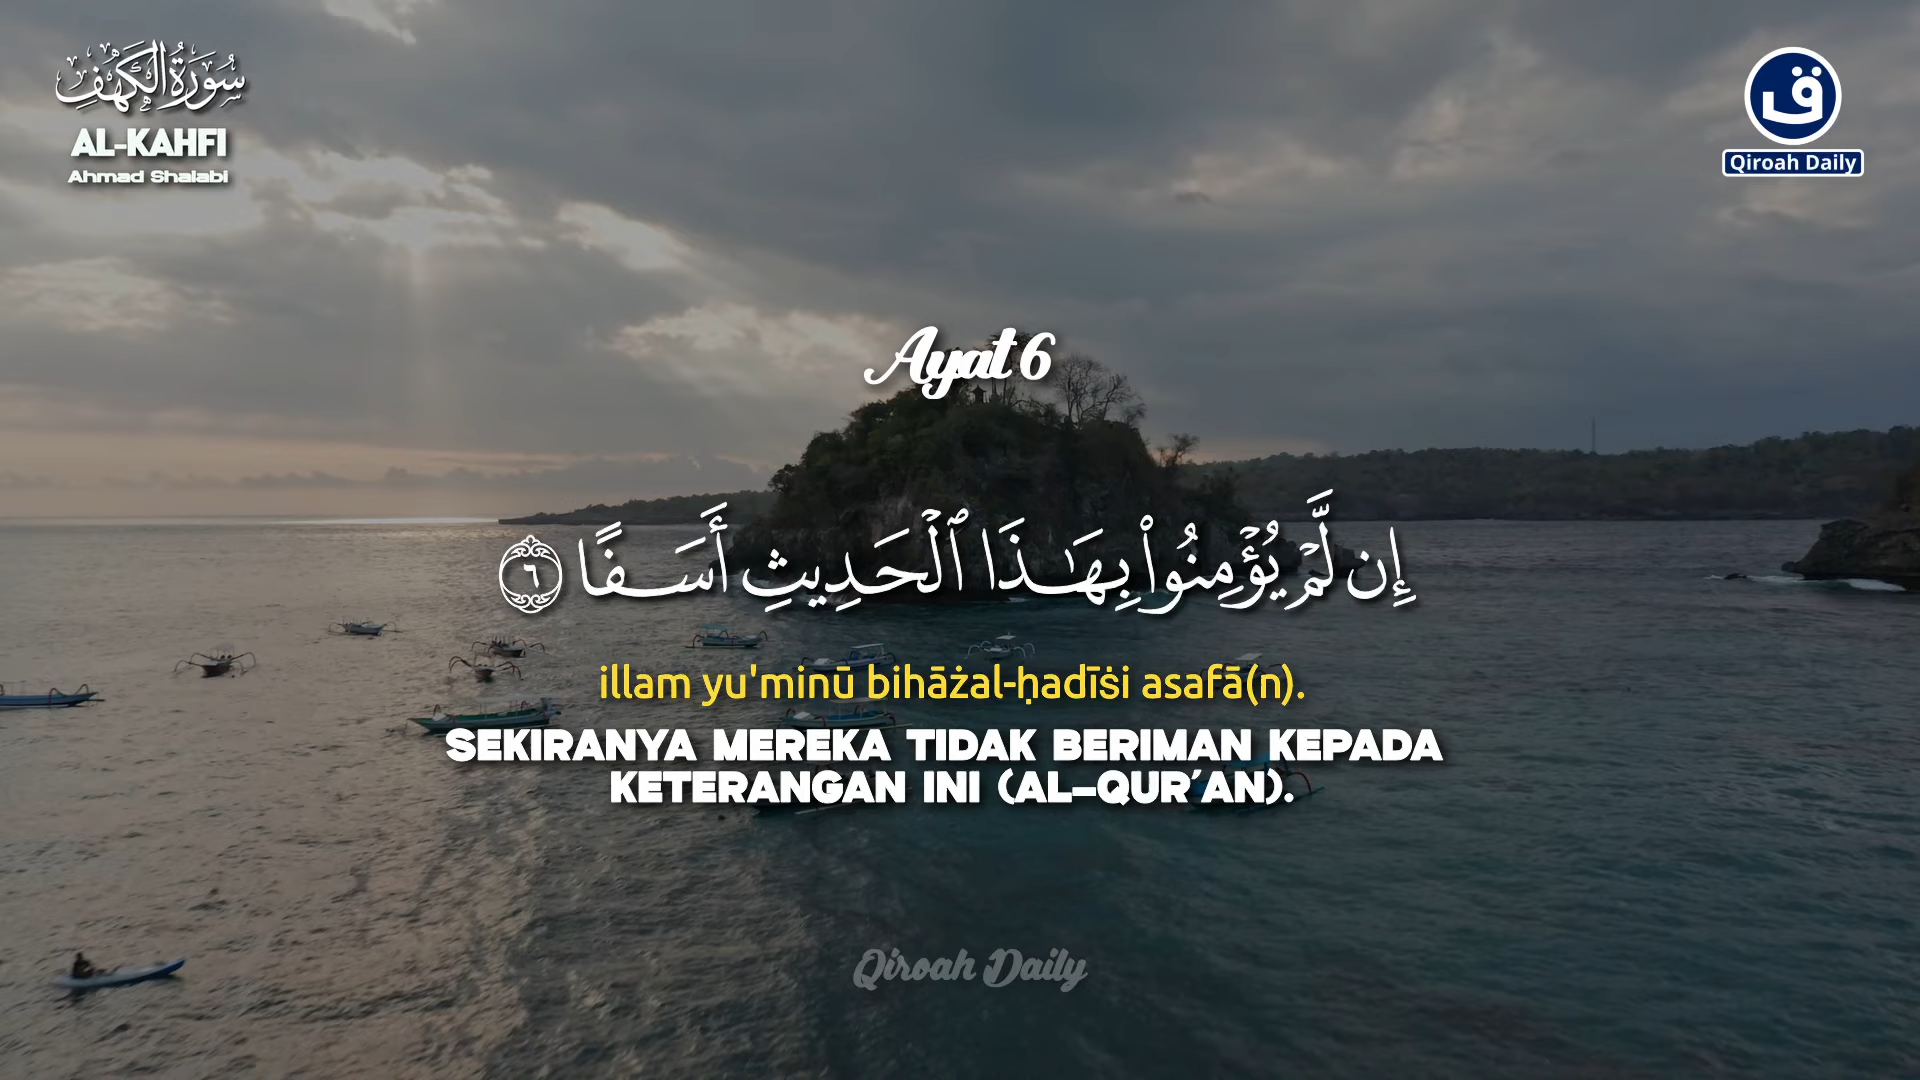 سُورَةُ الكَهْفِ
AL-KAHFI
Ahmad Shalabi
ق
Qiroah Daily
Ayat 6
إِن لَّمْ يُؤْمِنُوا۟ بِهَـٰذَا ٱلْحَدِيثِ أَسَفًا ٦
illam yu'minū bihāżal-ḥadīṡi asafā(n).
SEKIRANYA MEREKA TIDAK BERIMAN KEPADA
KETERANGAN INI (AL-QUR'AN).
Qiroah Daily